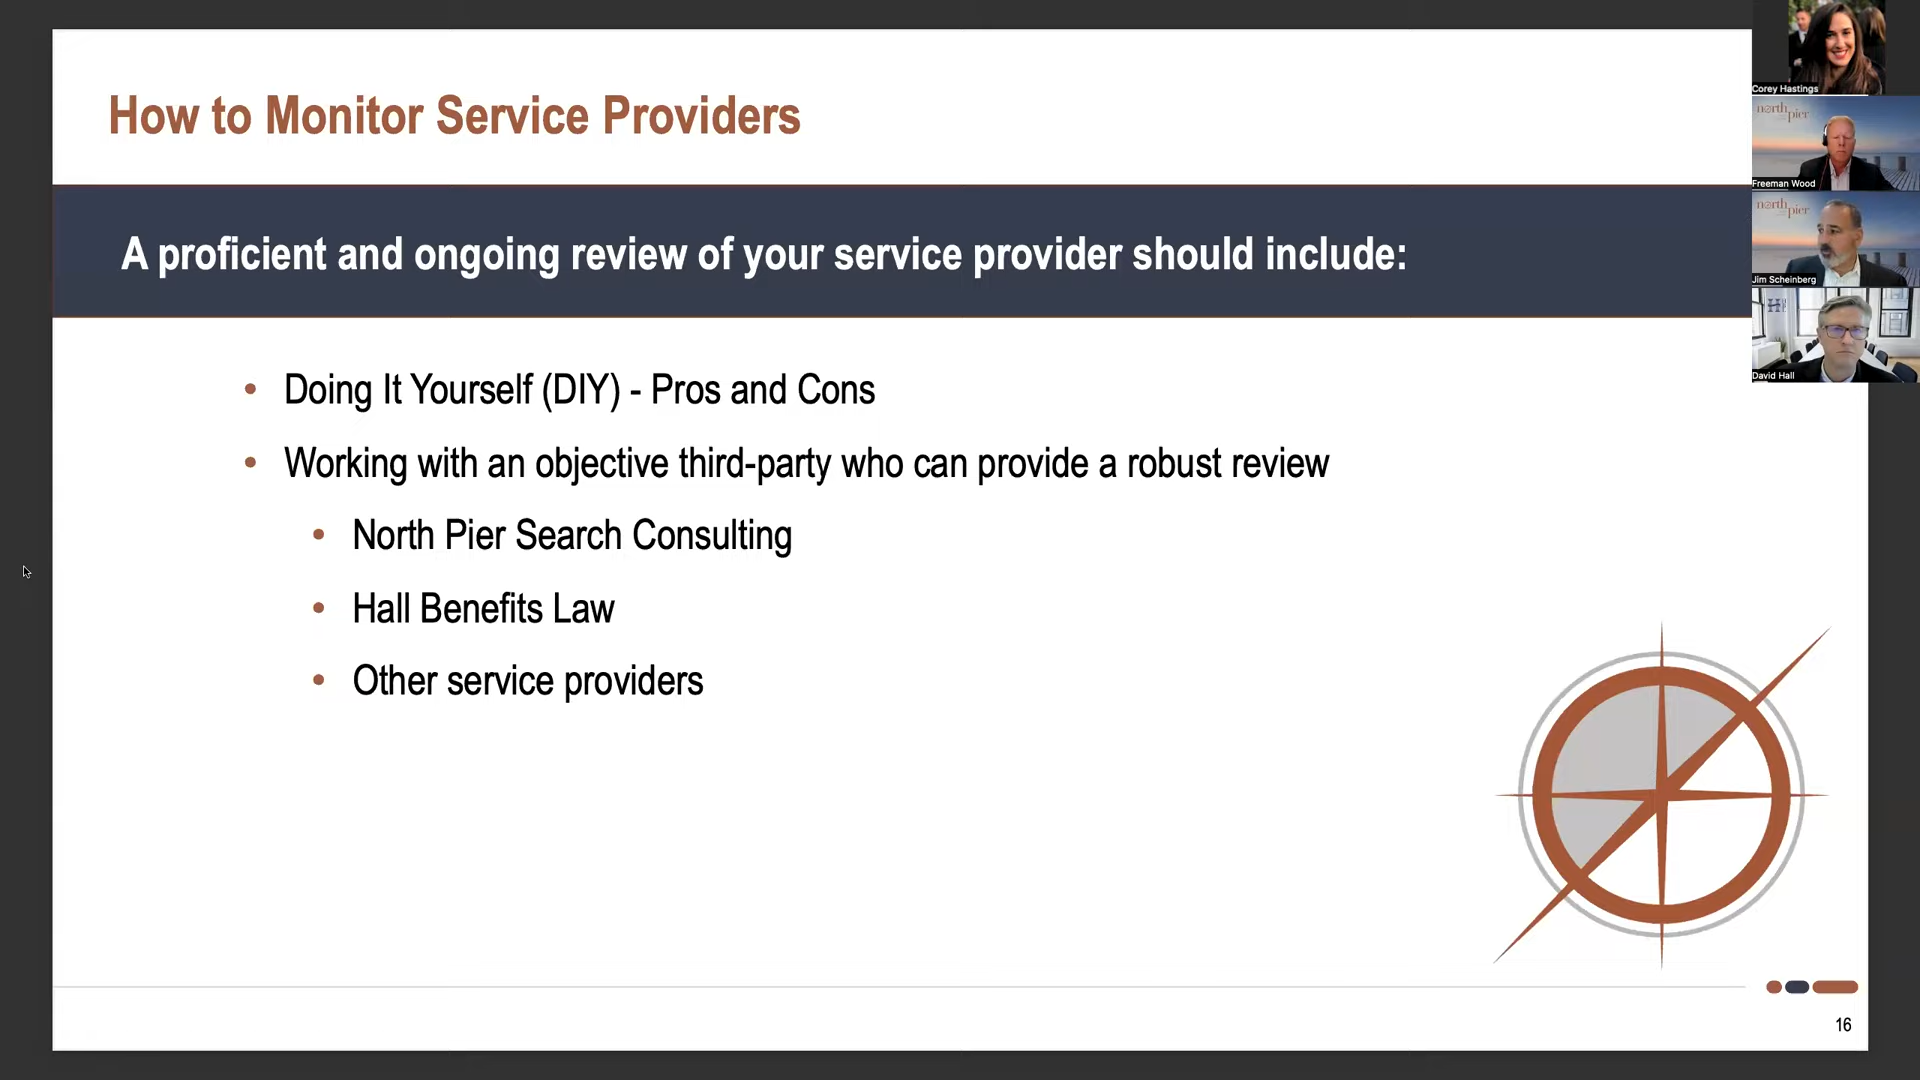 How to Monitor Service Providers
A proficient and ongoing review of your service provider should include:
• Doing It Yourself (DIY) - Pros and Cons
• Working with an objective third-party who can provide a robust review
• North Pier Search Consulting
• Hall Benefits Law
• Other service providers
16
Corey Hastings
north pier
Freeman Wood
north pier
Jim Scheinberg
H
David Hall